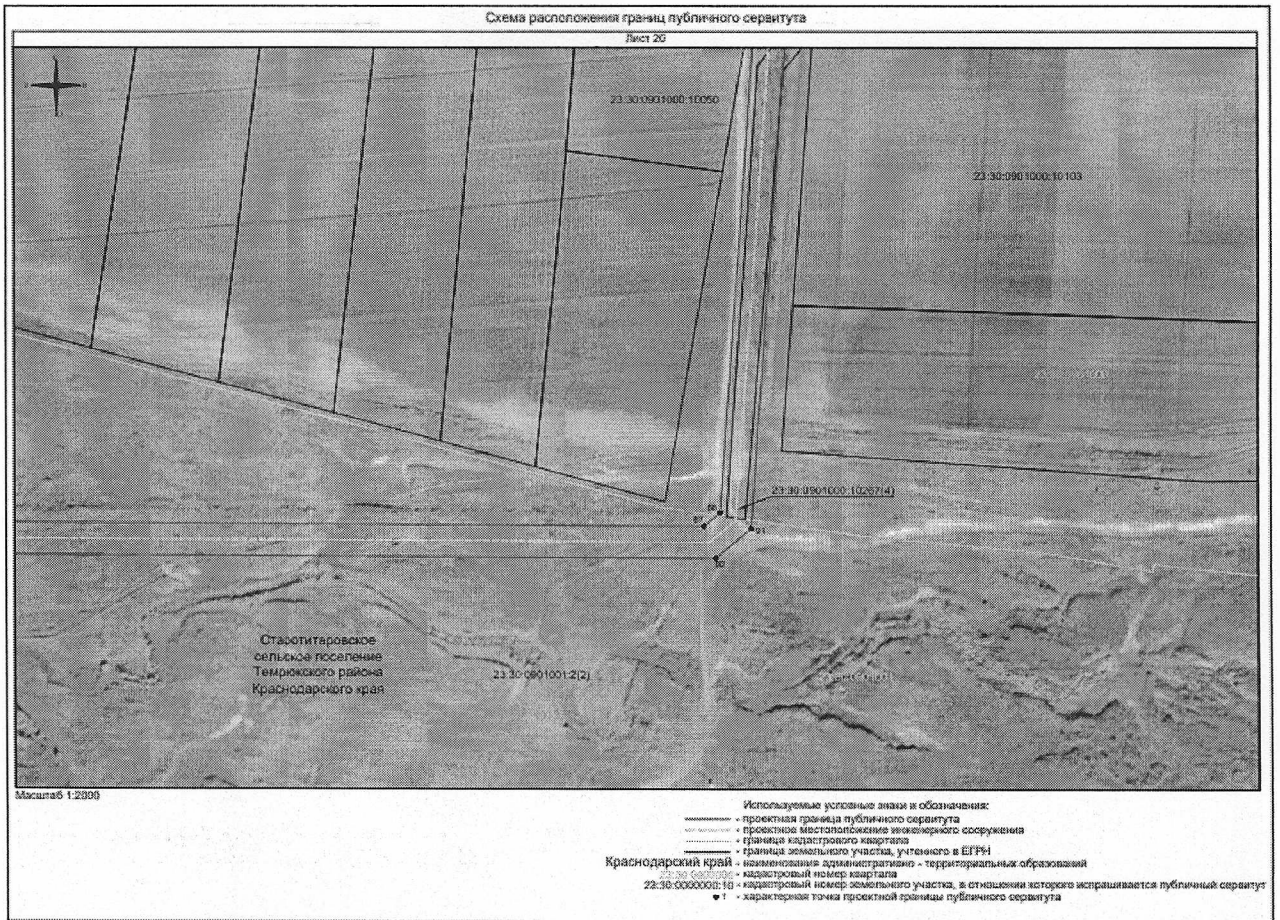 Схема расположения границ публичного сервитута
Лист 26
23:30:0901000:10050
23:30:0901000:10103
23:30:0901000:10267(4)
91
Старотитаровское
сельское поселение
Темрюкского района
Краснодарского края
23:30:0901001:2(2)
Масштаб 1:2000
Используемые условные знаки и обозначения:
- проектная граница публичного сервитута
- проектное местоположение инженерного сооружения
- граница кадастрового квартала
- граница земельного участка, учтенного в ЕГРН
Краснодарский край - наименования административно - территориальных образований
- кадастровый номер квартала
23:30:0000000:10 - кадастровый номер земельного участка, в отношении которого испрашивается публичный сервитут
1 - характерная точка проектной границы публичного сервитута